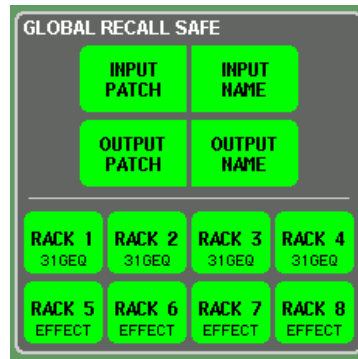 GLOBAL RECALL SAFE
INPUT PATCH INPUT NAME
OUTPUT PATCH OUTPUT NAME
RACK 1 RACK 2 RACK 3 RACK 4
31GEQ 31GEQ 31GEQ 31GEQ
RACK 5 RACK 6 RACK 7 RACK 8
EFFECT EFFECT EFFECT EFFECT